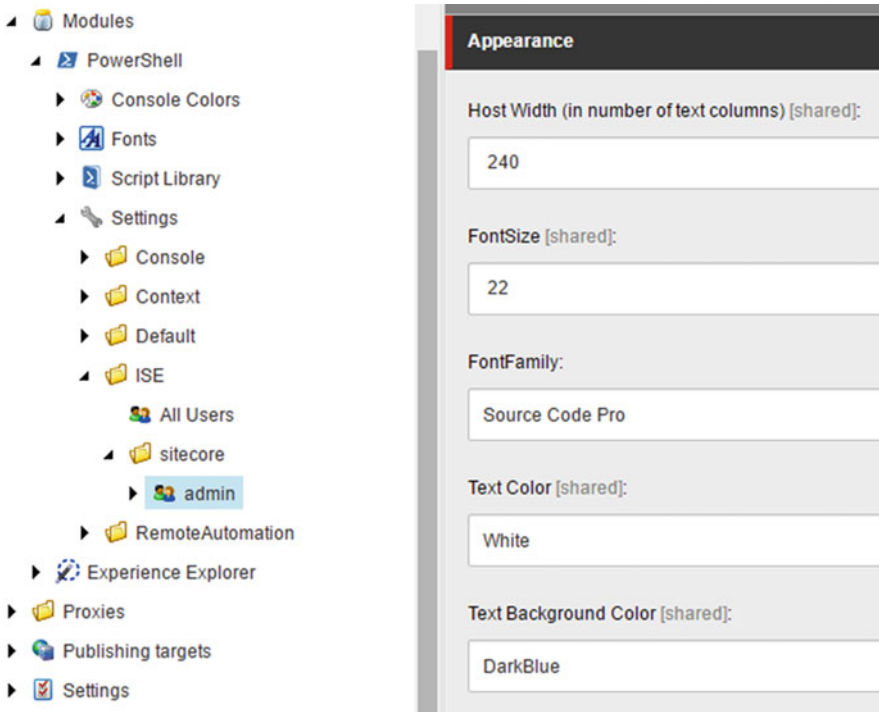 Modules
PowerShell
Console Colors
Fonts
Script Library
Settings
Console
Context
Default
ISE
All Users
sitecore
admin
RemoteAutomation
Experience Explorer
Proxies
Publishing targets
Settings
Appearance
Host Width (in number of text columns) [shared]:
240
FontSize [shared]:
22
FontFamily:
Source Code Pro
Text Color [shared]:
White
Text Background Color [shared]:
DarkBlue